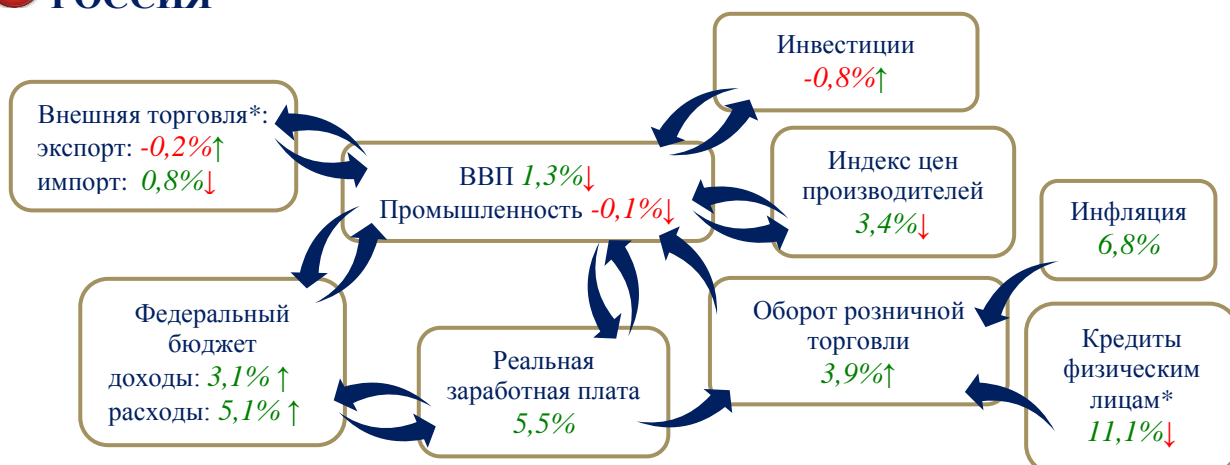 РОССИЯ
Инвестиции
-0,8%↑
Внешняя торговля*:
экспорт: -0,2%↑
импорт: 0,8%↓
ВВП 1,3%↓
Промышленность -0,1%↓
Индекс цен
производителей
3,4%↓
Инфляция
6,8%
Федеральный
бюджет
доходы: 3,1% ↑
расходы: 5,1% ↑
Реальная
заработная плата
5,5%
Оборот розничной
торговли
3,9%↑
Кредиты
физическим
лицам*
11,1%↓